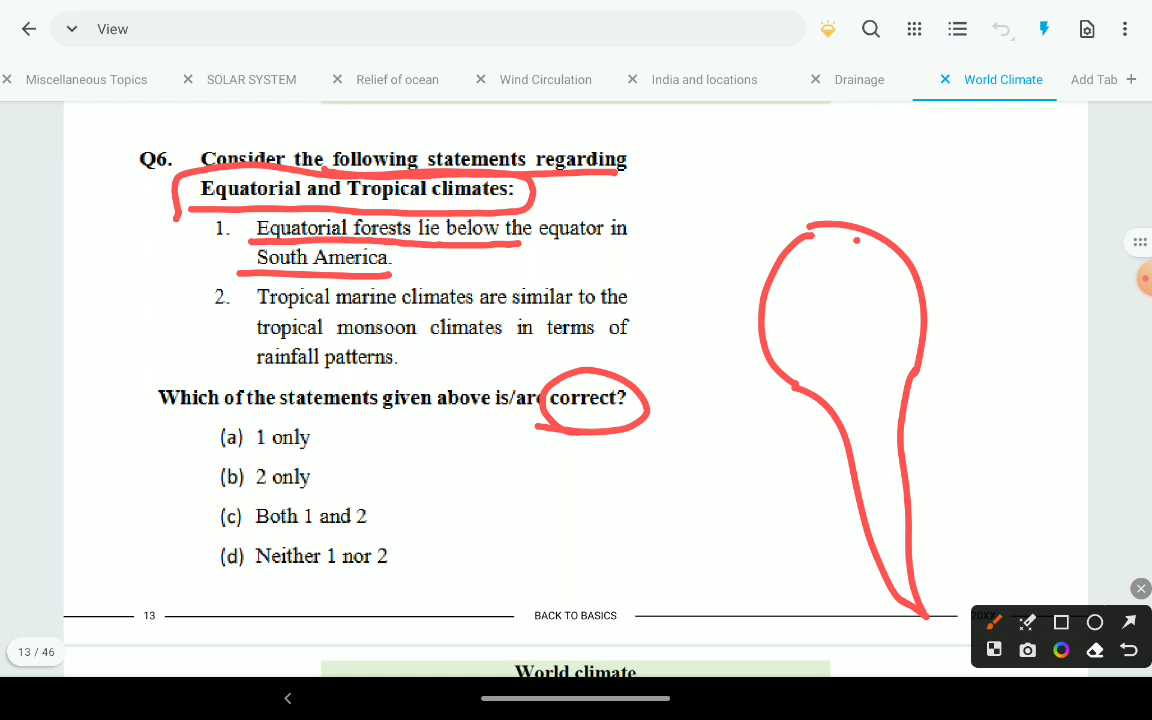 View
Miscellaneous Topics
SOLAR SYSTEM
Relief of ocean
Wind Circulation
India and locations
Drainage
World Climate
Add Tab
Q6. Consider the following statements regarding
Equatorial and Tropical climates:
1. Equatorial forests lie below the equator in
South America.
2. Tropical marine climates are similar to the
tropical monsoon climates in terms of
rainfall patterns.
Which of the statements given above is/are correct?
(a) 1 only
(b) 2 only
(c) Both 1 and 2
(d) Neither 1 nor 2
13 BACK TO BASICS 20XX
13 / 46
World climate